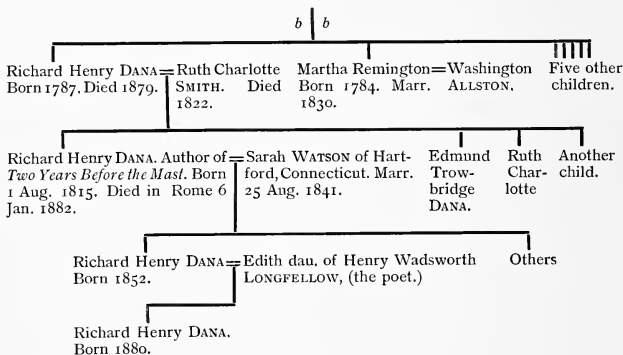 b b
Richard Henry DANA=Ruth Charlotte
Born 1787. Died 1879. SMITH. Died
1822.
Martha Remington=Washington
Born 1784. Marr. ALLSTON.
1830.
Five other
children.
Richard Henry DANA. Author of
Two Years Before the Mast. Born
1 Aug. 1815. Died in Rome 6
Jan. 1882.
=Sarah WATSON of Hart-
ford, Connecticut. Marr.
25 Aug. 1841.
Edmund
Trow-
bridge
DANA.
Ruth
Char-
lotte
Another
child.
Richard Henry DANA=Edith dau. of Henry Wadsworth
Born 1852. LONGFELLOW, (the poet.)
Others
Richard Henry DANA.
Born 1880.